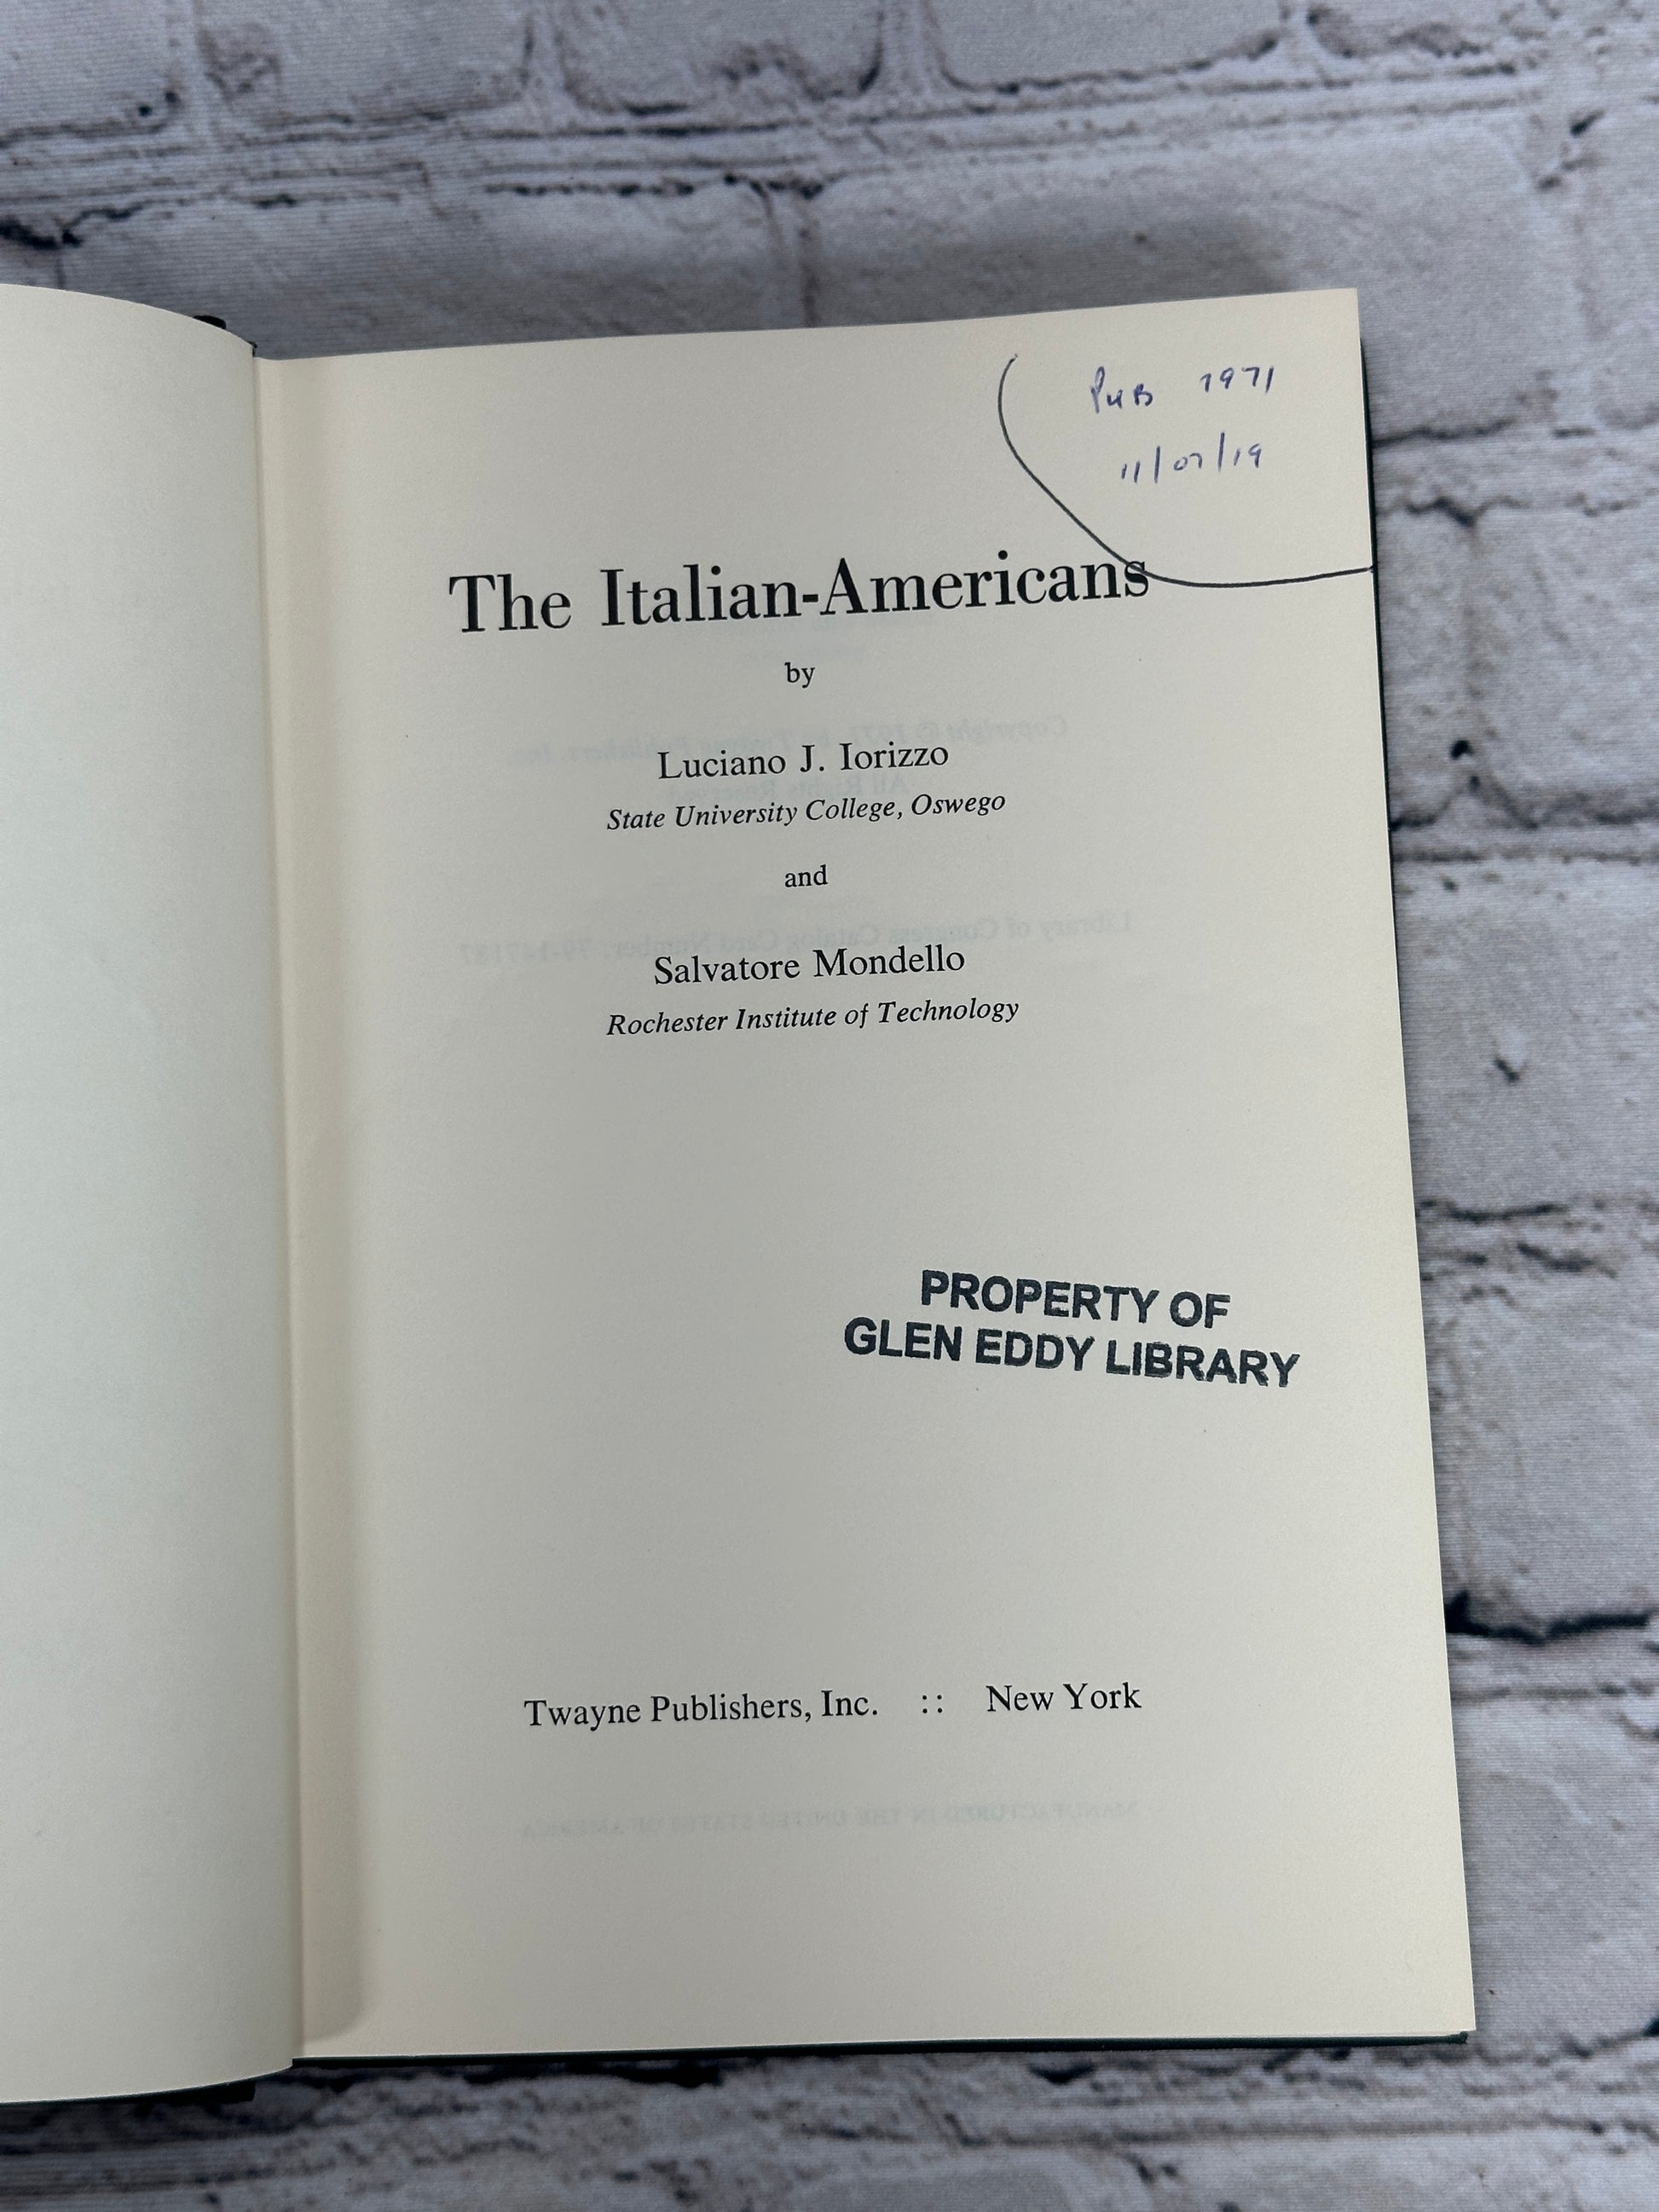 PUB 1971
11/07/19
The Italian-Americans
by
Luciano J. Iorizzo
State University College, Oswego
and
Salvatore Mondello
Rochester Institute of Technology
PROPERTY OF
GLEN EDDY LIBRARY
Twayne Publishers, Inc. :: New York